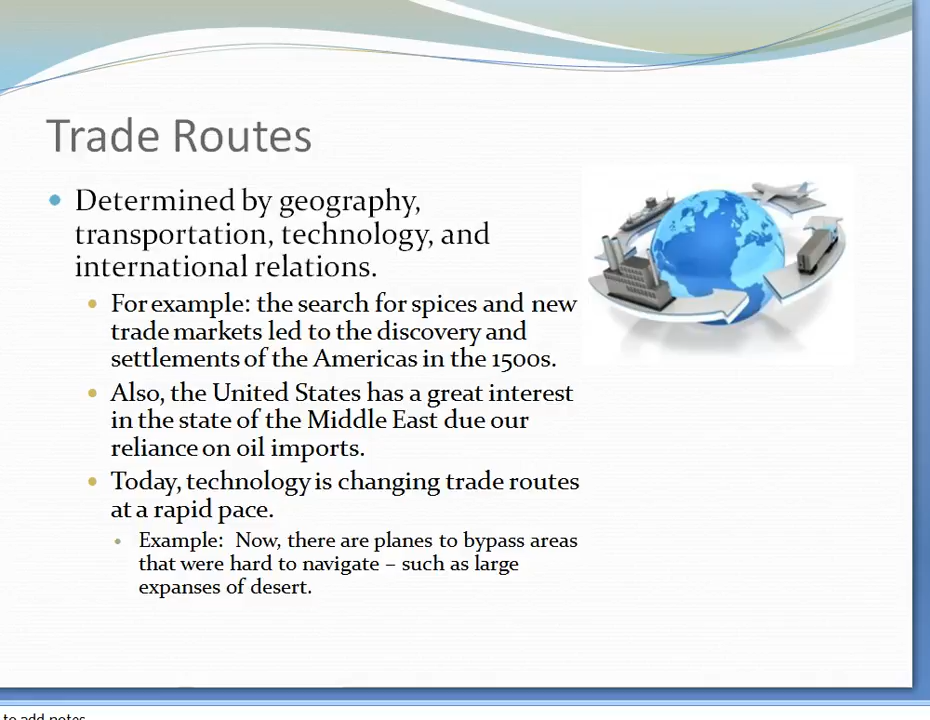 Trade Routes
Determined by geography,
transportation, technology, and
international relations.
For example: the search for spices and new
trade markets led to the discovery and
settlements of the Americas in the 1500s.
Also, the United States has a great interest
in the state of the Middle East due our
reliance on oil imports.
Today, technology is changing trade routes
at a rapid pace.
Example: Now, there are planes to bypass areas
that were hard to navigate – such as large
expanses of desert.
to add notes